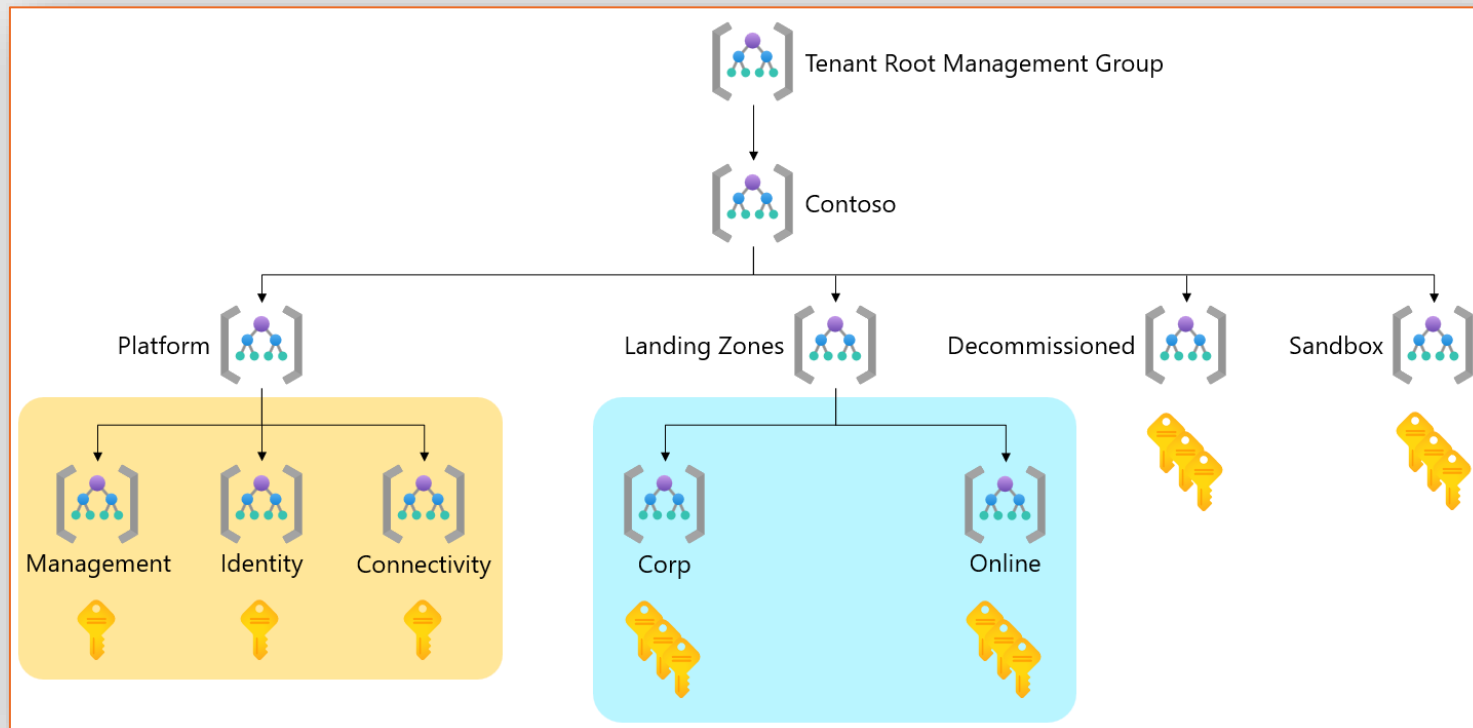 Tenant Root Management Group
Contoso
Platform
Landing Zones
Decommissioned
Sandbox
Management
Identity
Connectivity
Corp
Online